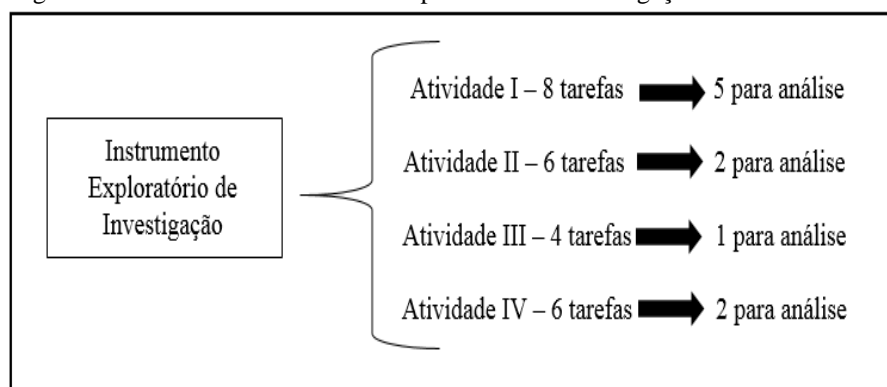 Instrumento
Exploratório de
Investigação
Atividade I – 8 tarefas 5 para análise
Atividade II – 6 tarefas 2 para análise
Atividade III – 4 tarefas 1 para análise
Atividade IV – 6 tarefas 2 para análise